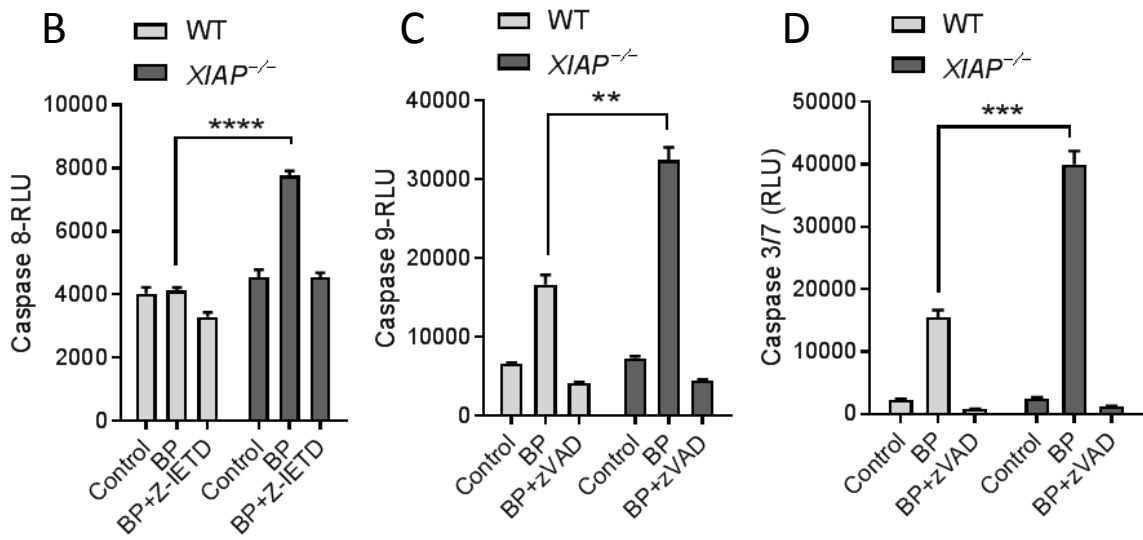 B
WT
XIAP−/−
Caspase 8-RLU
10000
8000
6000
4000
2000
0
****
Control
BP
BP+Z-IETD
Control
BP
BP+Z-IETD
C
WT
XIAP−/−
Caspase 9-RLU
40000
30000
20000
10000
0
**
Control
BP
BP+zVAD
Control
BP
BP+zVAD
D
WT
XIAP−/−
Caspase 3/7 (RLU)
50000
40000
30000
20000
10000
0
***
Control
BP
BP+zVAD
Control
BP
BP+zVAD